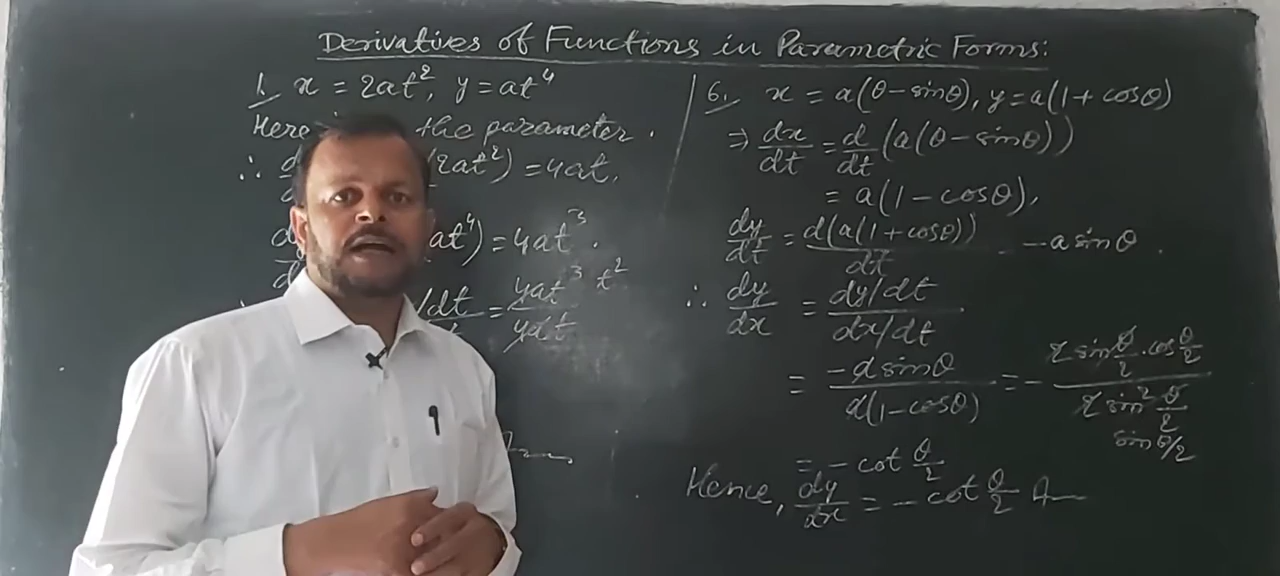 Derivatives of Functions in Parametric Forms:
1. x = 2at², y = at⁴
Here the parameter.
∴ (2at²) = 4at,
at⁴) = 4at³.
/dt = 4at³ t² / 4at
6. x = a(θ-sinθ), y = a(1+cosθ)
⇒ dx/dt = d/dt (a(θ-sinθ))
= a(1-cosθ),
dy/dt = d(a(1+cosθ))/dt - a sinθ.
∴ dy/dx = dy/dt / dx/dt
= -a sinθ / a(1-cosθ) = - 2 sin θ/2 . cos θ/2 / 2 sin² θ/2
sin θ/2
= - cot θ/2
Hence, dy/dx = - cot θ/2